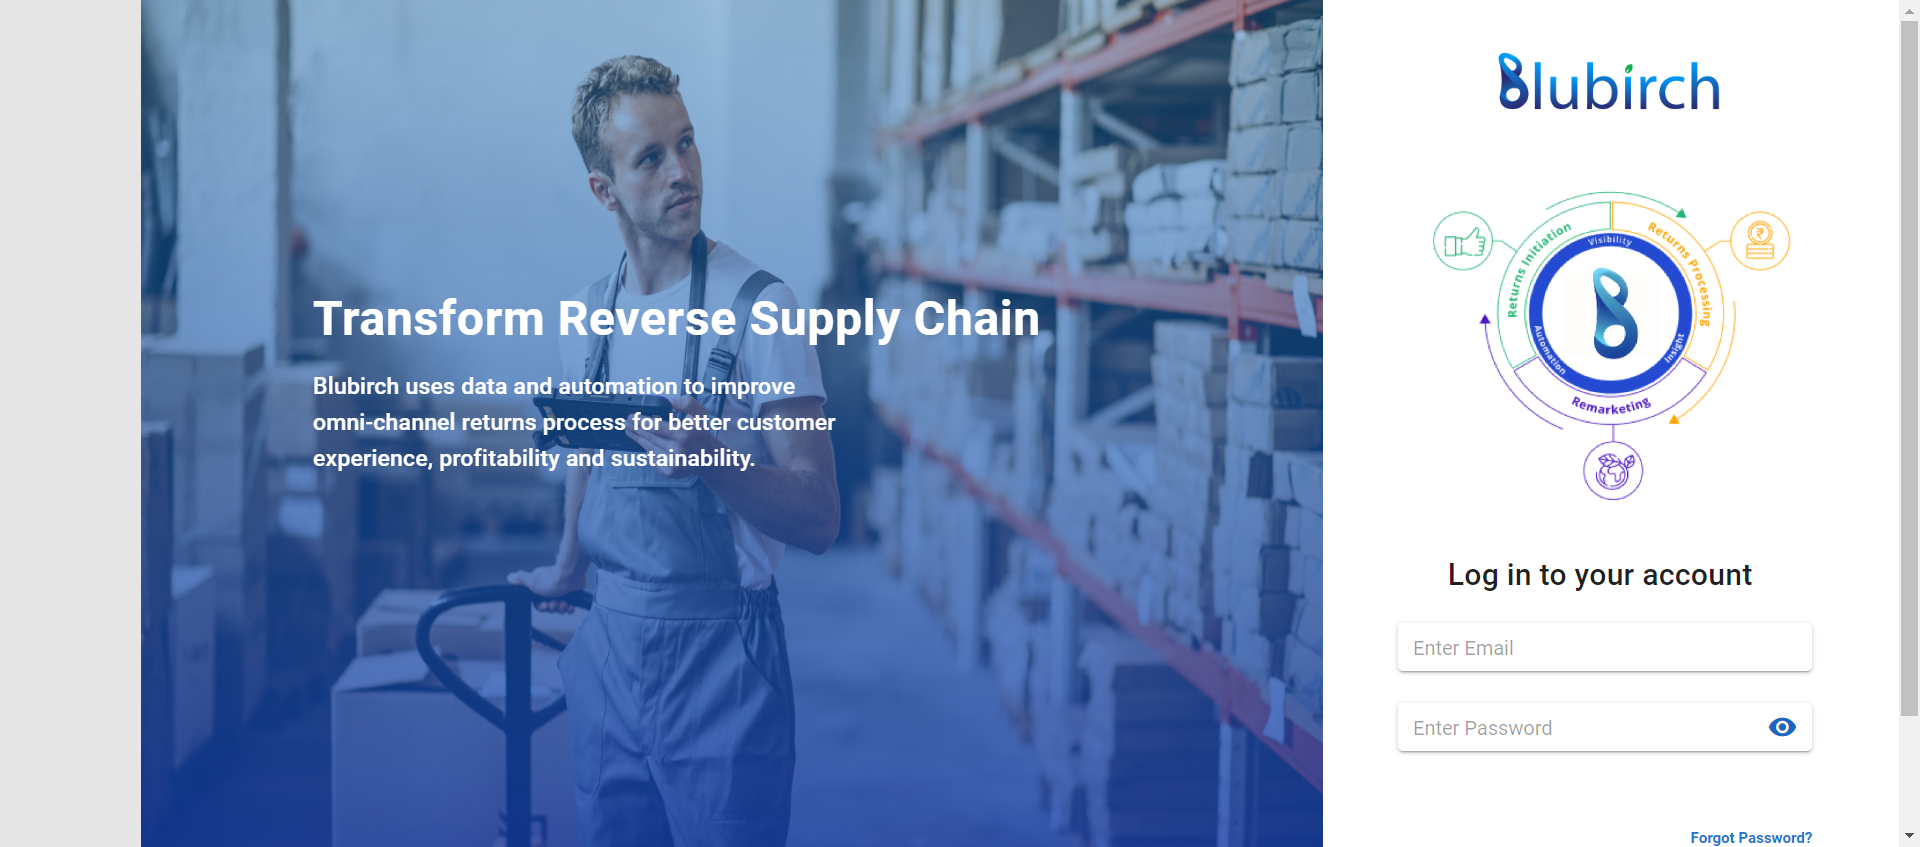 Transform Reverse Supply Chain
Blubirch uses data and automation to improve
omni-channel returns process for better customer
experience, profitability and sustainability.
Blubirch
Returns Initiation
Returns Processing
Visibility
Automation
Insight
Remarketing
Log in to your account
Enter Email
Enter Password
Forgot Password?